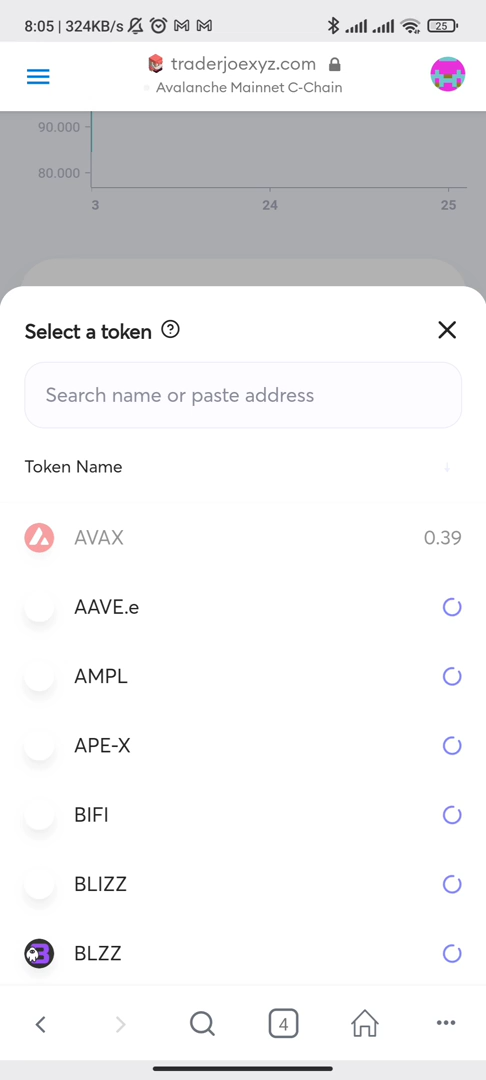 8:05 | 324KB/s
25
traderjoexyz.com
Avalanche Mainnet C-Chain
90.000
80.000
3 24 25
Select a token
Search name or paste address
Token Name ↓
AVAX 0.39
AAVE.e
AMPL
APE-X
BIFI
BLIZZ
BLZZ
4